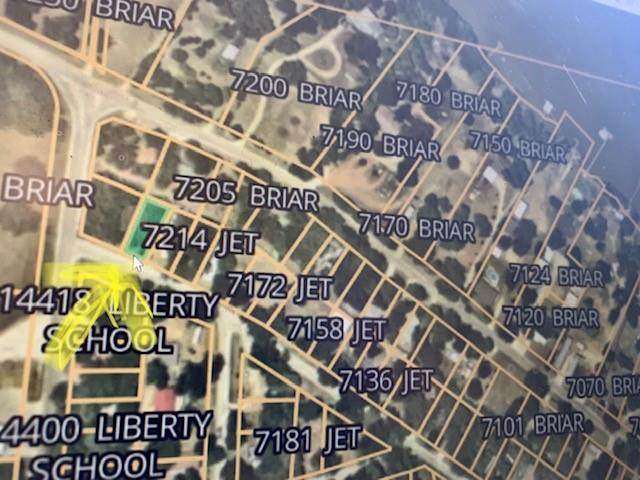 BRIAR
7200 BRIAR
7180 BRIAR
7190 BRIAR
7150 BRIAR
BRIAR
7205 BRIAR
7214 JET
7170 BRIAR
7172 JET
7124 BRIAR
14418 LIBERTY
SCHOOL
7158 JET
7120 BRIAR
7136 JET
7070 BRI
4400 LIBERTY
SCHOOL
7181 JET
7101 BRIAR